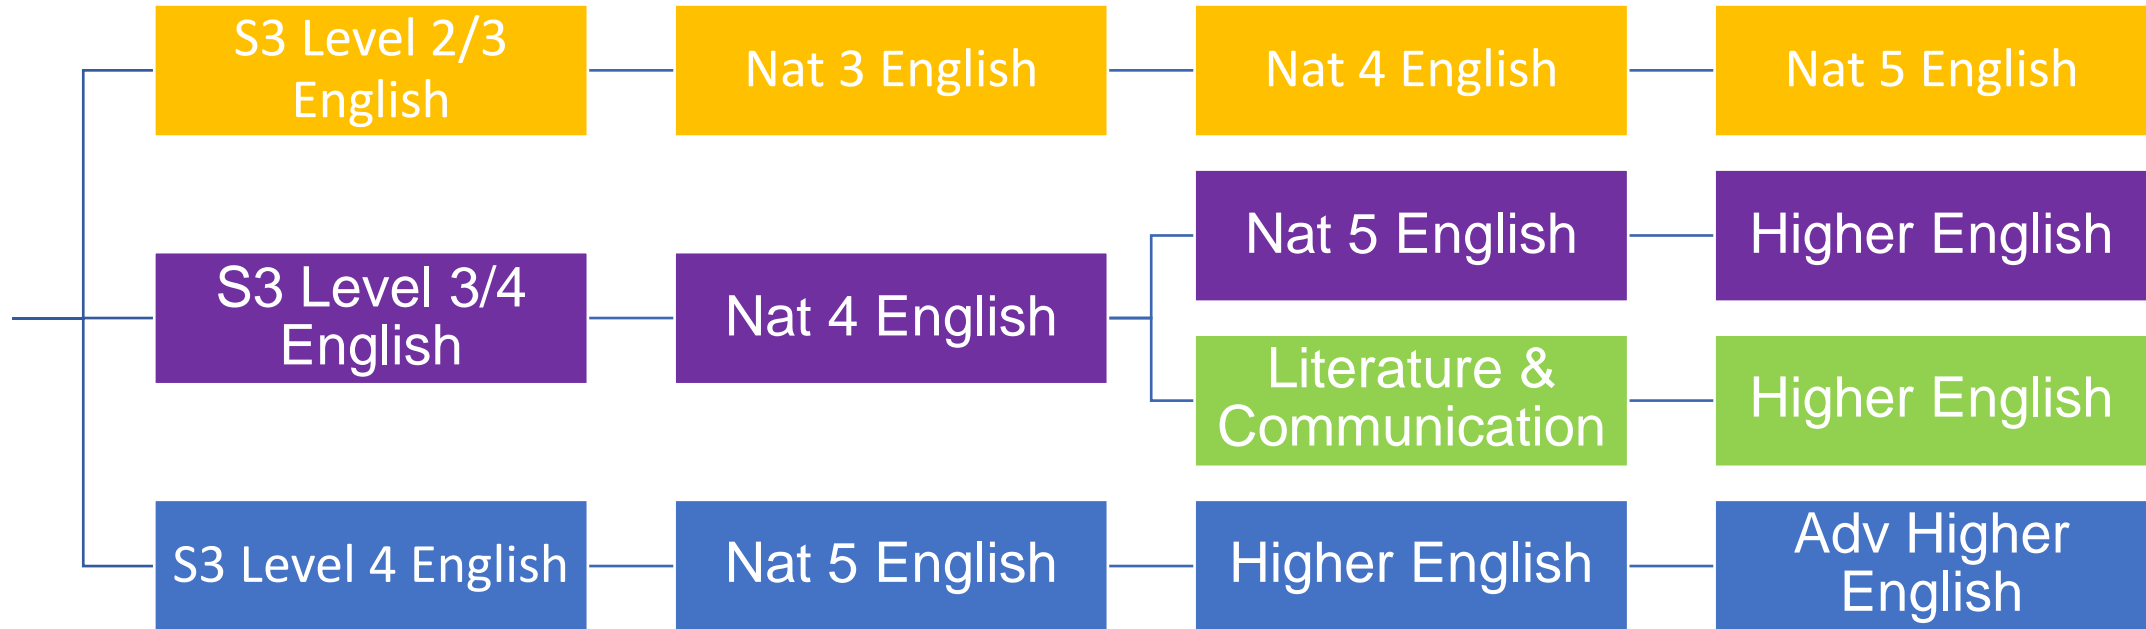 S3 Level 2/3
English
Nat 3 English
Nat 4 English
Nat 5 English
S3 Level 3/4
English
Nat 4 English
Nat 5 English
Higher English
Literature &
Communication
Higher English
S3 Level 4 English
Nat 5 English
Higher English
Adv Higher
English